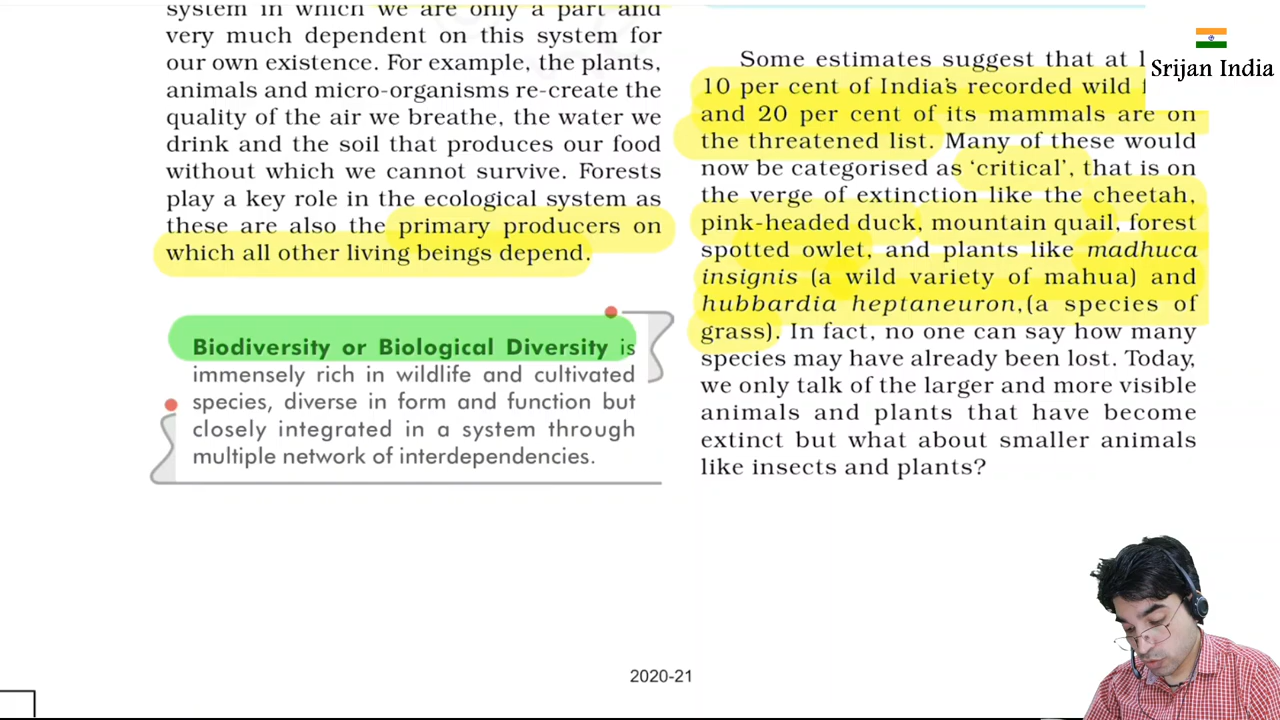 system in which we are only a part and
very much dependent on this system for
our own existence. For example, the plants,
animals and micro-organisms re-create the
quality of the air we breathe, the water we
drink and the soil that produces our food
without which we cannot survive. Forests
play a key role in the ecological system as
these are also the primary producers on
which all other living beings depend.
Biodiversity or Biological Diversity is
immensely rich in wildlife and cultivated
species, diverse in form and function but
closely integrated in a system through
multiple network of interdependencies.
Some estimates suggest that at
10 per cent of India's recorded wild
and 20 per cent of its mammals are on
the threatened list. Many of these would
now be categorised as ‘critical’, that is on
the verge of extinction like the cheetah,
pink-headed duck, mountain quail, forest
spotted owlet, and plants like madhuca
insignis (a wild variety of mahua) and
hubbardia heptaneuron,(a species of
grass). In fact, no one can say how many
species may have already been lost. Today,
we only talk of the larger and more visible
animals and plants that have become
extinct but what about smaller animals
like insects and plants?
Srijan India
2020-21